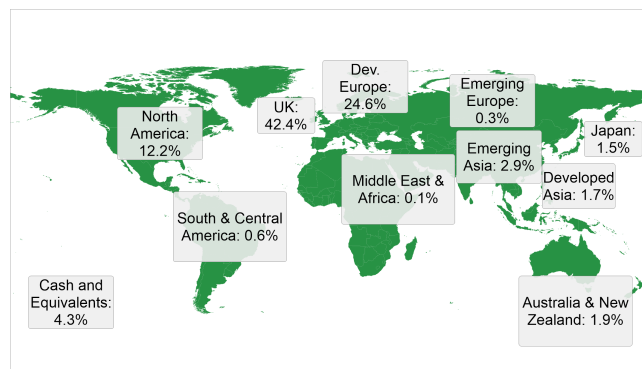 Dev.
Europe:
24.6%
UK:
42.4%
Emerging
Europe:
0.3%
North
America:
12.2%
Japan:
1.5%
Emerging
Asia: 2.9%
Middle East &
Africa: 0.1%
Developed
Asia: 1.7%
South & Central
America: 0.6%
Cash and
Equivalents:
4.3%
Australia & New
Zealand: 1.9%